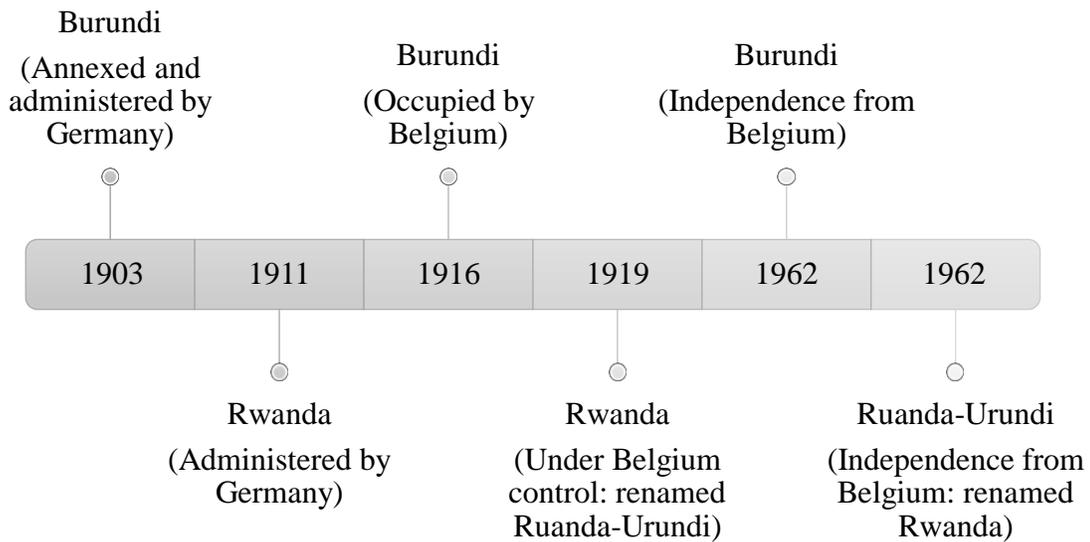 Burundi
(Annexed and
administered by
Germany)
Burundi
(Occupied by
Belgium)
Burundi
(Independence from
Belgium)
1903
1911
1916
1919
1962
1962
Rwanda
(Administered by
Germany)
Rwanda
(Under Belgium
control: renamed
Ruanda-Urundi)
Ruanda-Urundi
(Independence from
Belgium: renamed
Rwanda)